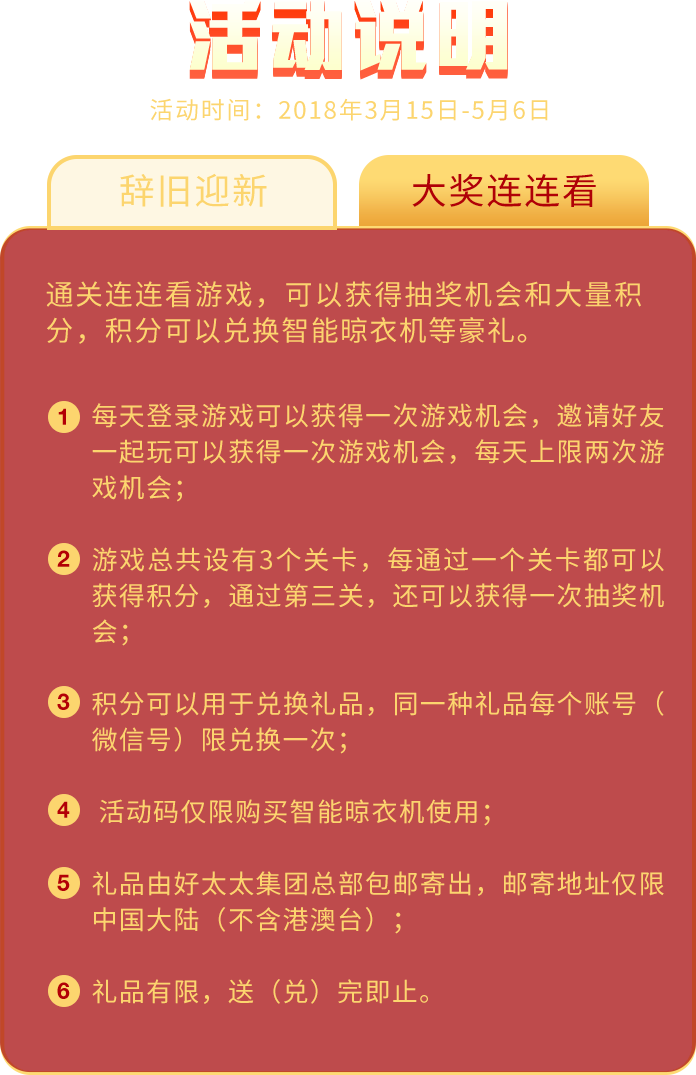 活动说明
活动时间：2018年3月15日-5月6日
辞旧迎新
大奖连连看
通关连连看游戏，可以获得抽奖机会和大量积
分，积分可以兑换智能晾衣机等豪礼。
1 每天登录游戏可以获得一次游戏机会，邀请好友
一起玩可以获得一次游戏机会，每天上限两次游
戏机会；
2 游戏总共设有3个关卡，每通过一个关卡都可以
获得积分，通过第三关，还可以获得一次抽奖机
会；
3 积分可以用于兑换礼品，同一种礼品每个账号（
微信号）限兑换一次；
4 活动码仅限购买智能晾衣机使用；
5 礼品由好太太集团总部包邮寄出，邮寄地址仅限
中国大陆（不含港澳台）；
6 礼品有限，送（兑）完即止。